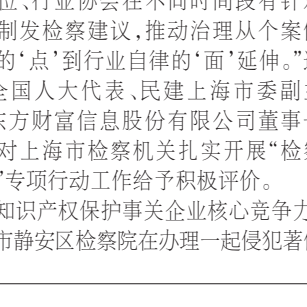 位、行业协会在不同时间段有针
制发检察建议，推动治理从个案
的‘点’到行业自律的‘面’延伸。”
全国人大代表、民建上海市委副
东方财富信息股份有限公司董事
对上海市检察机关扎实开展“检
”专项行动工作给予积极评价。
知识产权保护事关企业核心竞争力
市静安区检察院在办理一起侵犯著